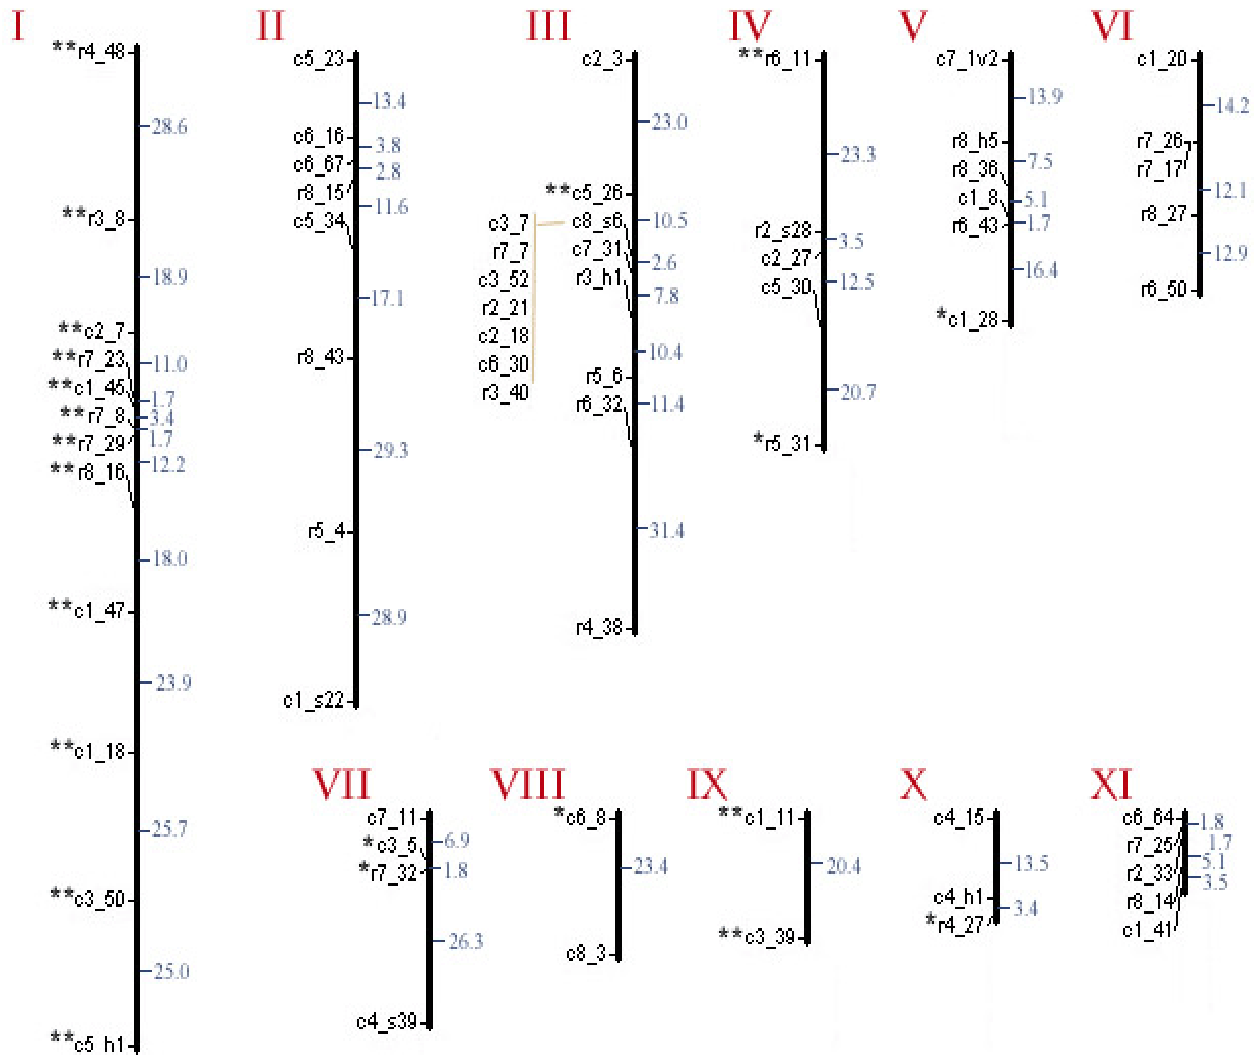 I
**r4_48
28.6
**r3_8
18.9
**c2_7
**r7_23
11.0
**c1_45
1.7
**r7_8
3.4
1.7
**r7_29
**r8_16
12.2
18.0
**c1_47
23.9
**c1_18
25.7
**c3_50
25.0
**c5_h1
II
c5_23
13.4
c6_16
3.8
c6_67
2.8
r8_15
11.6
c5_34
17.1
r8_43
29.3
r5_4
28.9
c1_s22
III
c2_3
23.0
**c5_26
10.5
c8_s6
c7_31
2.6
r3_h1
7.8
10.4
r5_6
11.4
r6_32
31.4
r4_38
c3_7
r7_7
c3_52
r2_21
c2_18
c6_30
r3_40
IV
**r6_11
23.3
r2_s28
3.5
c2_27
12.5
c5_30
20.7
*r5_31
V
c7_1v2
13.9
r8_h5
7.5
r8_36
5.1
c1_8
1.7
r6_43
16.4
*c1_28
VI
c1_20
14.2
r7_26
r7_17
12.1
r8_27
12.9
r6_50
VII
c7_11
6.9
*c3_5
1.8
*r7_32
26.3
c4_s39
VIII
*c6_8
23.4
c8_3
IX
**c1_11
20.4
**c3_39
X
c4_15
13.5
c4_h1
3.4
*r4_27
XI
c6_64
1.8
r7_25
1.7
5.1
r2_33
3.5
r8_14
c1_41